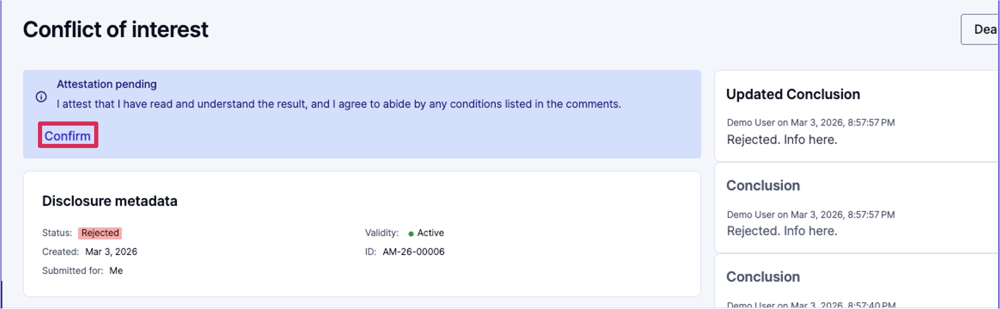 Conflict of interest
Dea
Attestation pending
I attest that I have read and understand the result, and I agree to abide by any conditions listed in the comments.
Confirm
Disclosure metadata
Status: Rejected
Validity: Active
Created: Mar 3, 2026
ID: AM-26-00006
Submitted for: Me
Updated Conclusion
Demo User on Mar 3, 2026, 8:57:57 PM
Rejected. Info here.
Conclusion
Demo User on Mar 3, 2026, 8:57:57 PM
Rejected. Info here.
Conclusion
Demo User on Mar 3, 2026, 8:57:40 PM